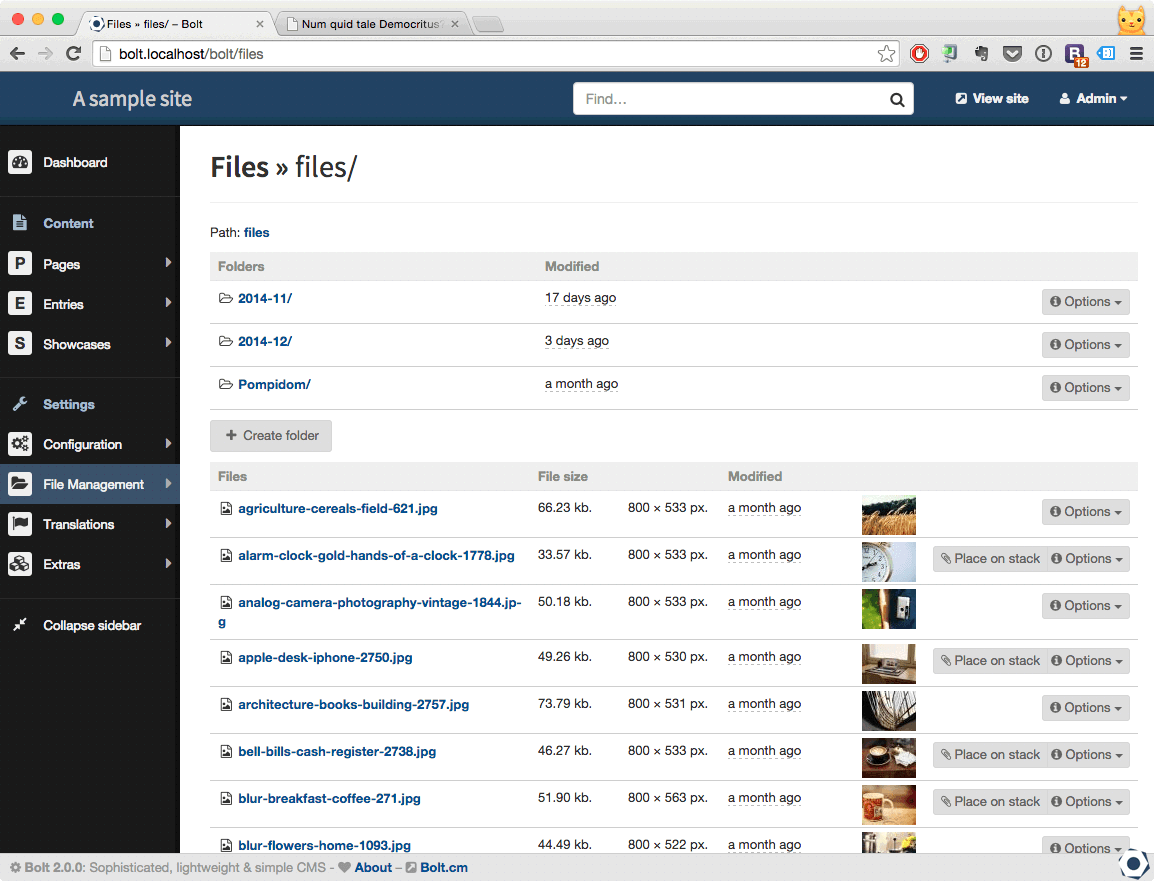 Files » files/ – Bolt
Num quid tale Democritus?
bolt.localhost/bolt/files
12
A sample site
Find...
View site
Admin
Dashboard
Content
P Pages
E Entries
S Showcases
Settings
Configuration
File Management
Translations
Extras
Collapse sidebar
Files » files/
Path: files
Folders Modified
2014-11/ 17 days ago Options
2014-12/ 3 days ago Options
Pompidom/ a month ago Options
+ Create folder
Files File size Modified
agriculture-cereals-field-621.jpg 66.23 kb. 800 × 533 px. a month ago Options
alarm-clock-gold-hands-of-a-clock-1778.jpg 33.57 kb. 800 × 533 px. a month ago Place on stack Options
analog-camera-photography-vintage-1844.jp- 50.18 kb. 800 × 533 px. a month ago Options
g
apple-desk-iphone-2750.jpg 49.26 kb. 800 × 530 px. a month ago Place on stack Options
architecture-books-building-2757.jpg 73.79 kb. 800 × 531 px. a month ago Options
bell-bills-cash-register-2738.jpg 46.27 kb. 800 × 533 px. a month ago Place on stack Options
blur-breakfast-coffee-271.jpg 51.90 kb. 800 × 563 px. a month ago Place on stack Options
blur-flowers-home-1093.jpg 44.49 kb. 800 × 522 px. a month ago Options
Bolt 2.0.0: Sophisticated, lightweight & simple CMS - About – Bolt.cm